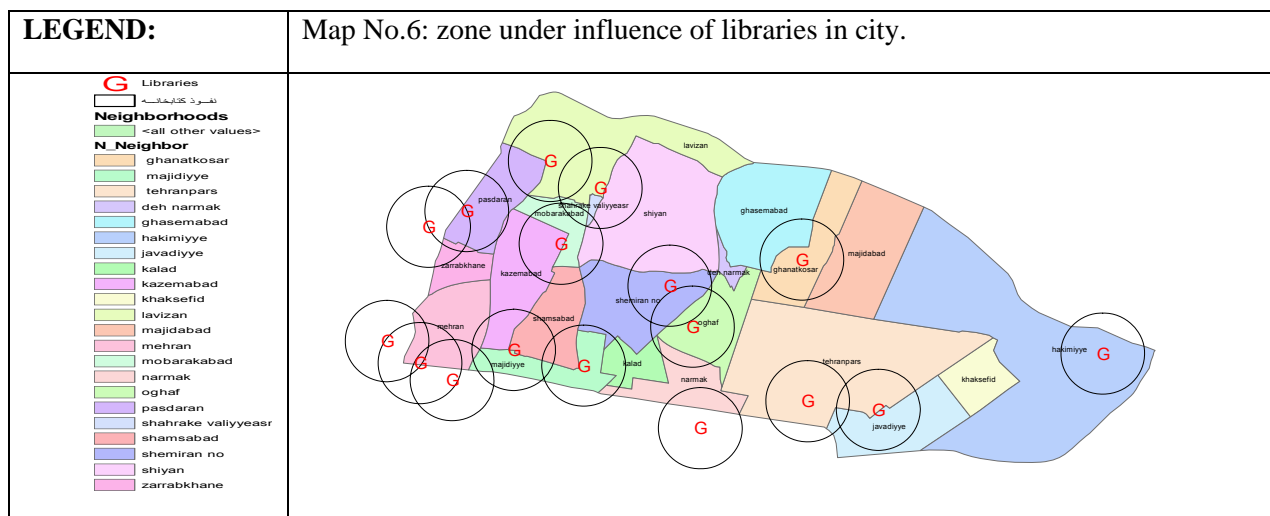 LEGEND:
Map No.6: zone under influence of libraries in city.
G Libraries
نفوذ کتابخانه
Neighborhoods
<all other values>
N_Neighbor
ghanatkosar
majidiyye
tehranpars
deh narmak
ghasemabad
hakimiyye
javadiyye
kalad
kazemabad
khaksefid
lavizan
majidabad
mehran
mobarakabad
narmak
oghaf
pasdaran
shahrake valiyyeasr
shamsabad
shemiran no
shiyan
zarrabkhane
lavizan
G
G
pasdaran
shahrake valiyyeasr
mobarakabad
shiyan
ghasemabad
G
G
G
majidabad
G
ghanatkosar
zarrabkhane
kazemabad
deh narmak
G
shemiran no
shamsabad
G
oghaf
mehran
G
G
G
hakimiyye
G
majidiyye
G
kalad
tehranpars
G
narmak
khaksefid
G
G
javadiyye
G